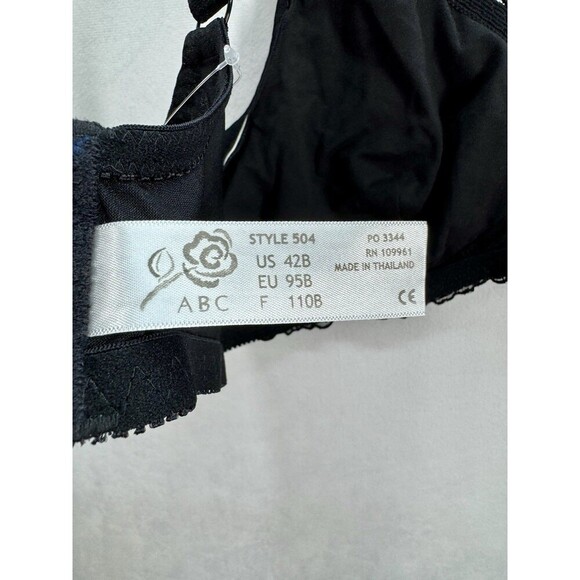 ABC
STYLE 504
US 42B
EU 95B
F 110B
PO 3344
RN 109961
MADE IN THAILAND
CE